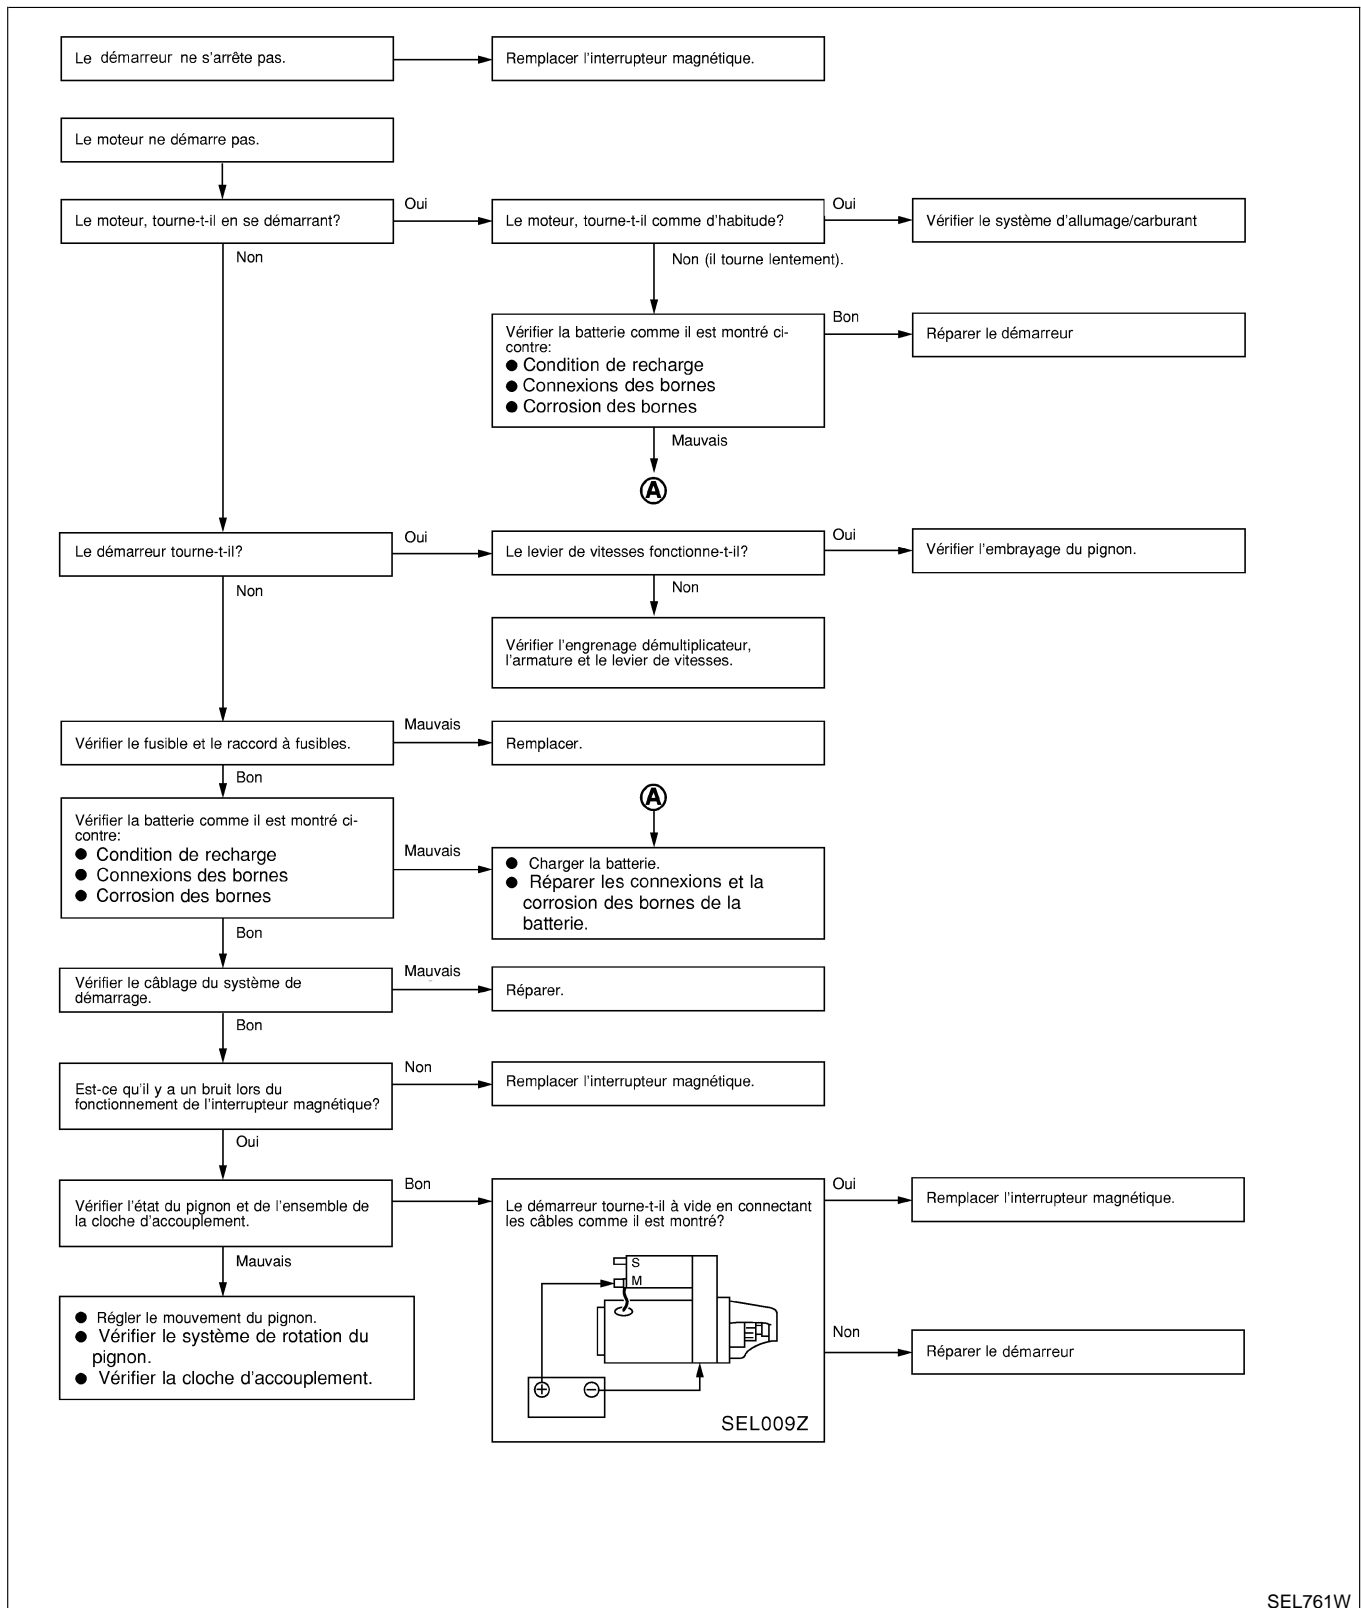 Le démarreur ne s'arrête pas.
Remplacer l'interrupteur magnétique.
Le moteur ne démarre pas.
Le moteur, tourne-t-il en se démarrant?
Oui
Le moteur, tourne-t-il comme d'habitude?
Oui
Vérifier le système d'allumage/carburant
Non
Non (il tourne lentement).
Vérifier la batterie comme il est montré ci-
contre:
● Condition de recharge
● Connexions des bornes
● Corrosion des bornes
Bon
Réparer le démarreur
Mauvais
A
Le démarreur tourne-t-il?
Oui
Le levier de vitesses fonctionne-t-il?
Oui
Vérifier l'embrayage du pignon.
Non
Non
Vérifier l'engrenage démultiplicateur,
l'armature et le levier de vitesses.
Vérifier le fusible et le raccord à fusibles.
Mauvais
Remplacer.
Bon
A
Vérifier la batterie comme il est montré ci-
contre:
● Condition de recharge
● Connexions des bornes
● Corrosion des bornes
Mauvais
● Charger la batterie.
● Réparer les connexions et la
corrosion des bornes de la
batterie.
Bon
Vérifier le câblage du système de
démarrage.
Mauvais
Réparer.
Bon
Est-ce qu'il y a un bruit lors du
fonctionnement de l'interrupteur magnétique?
Non
Remplacer l'interrupteur magnétique.
Oui
Vérifier l'état du pignon et de l'ensemble de
la cloche d'accouplement.
Bon
Le démarreur tourne-t-il à vide en connectant
les câbles comme il est montré?
Oui
Remplacer l'interrupteur magnétique.
Mauvais
S
M
● Régler le mouvement du pignon.
● Vérifier le système de rotation du
pignon.
● Vérifier la cloche d'accouplement.
Non
Réparer le démarreur
+ −
SEL009Z
SEL761W